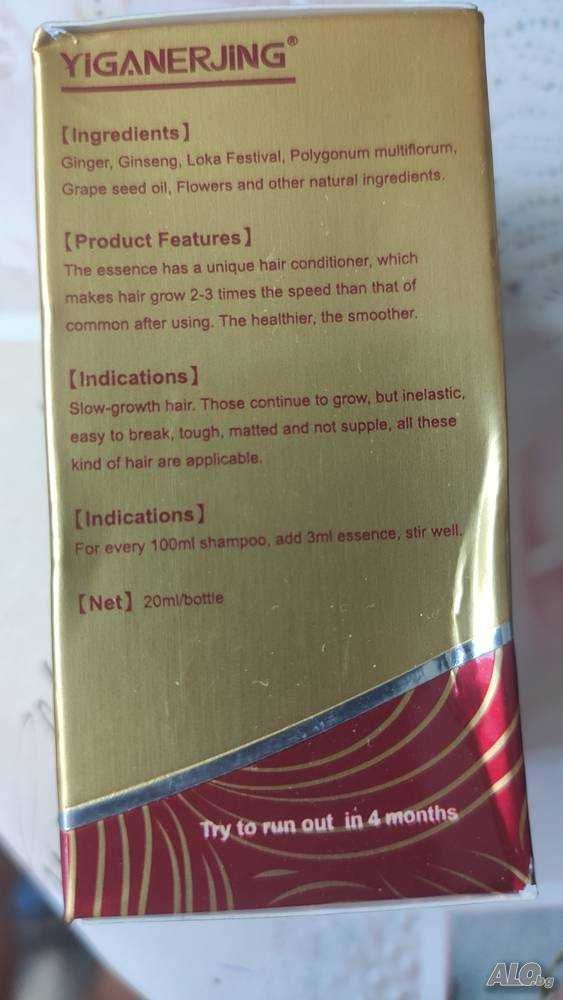 YIGANERJING®
【Ingredients】
Ginger, Ginseng, Loka Festival, Polygonum multiflorum,
Grape seed oil, Flowers and other natural ingredients.
【Product Features】
The essence has a unique hair conditioner, which
makes hair grow 2-3 times the speed than that of
common after using. The healthier, the smoother.
【Indications】
Slow-growth hair. Those continue to grow, but inelastic,
easy to break, tough, matted and not supple, all these
kind of hair are applicable.
【Indications】
For every 100ml shampoo, add 3ml essence, stir well.
【Net】 20ml/bottle
Try to run out in 4 months
ALO.bg